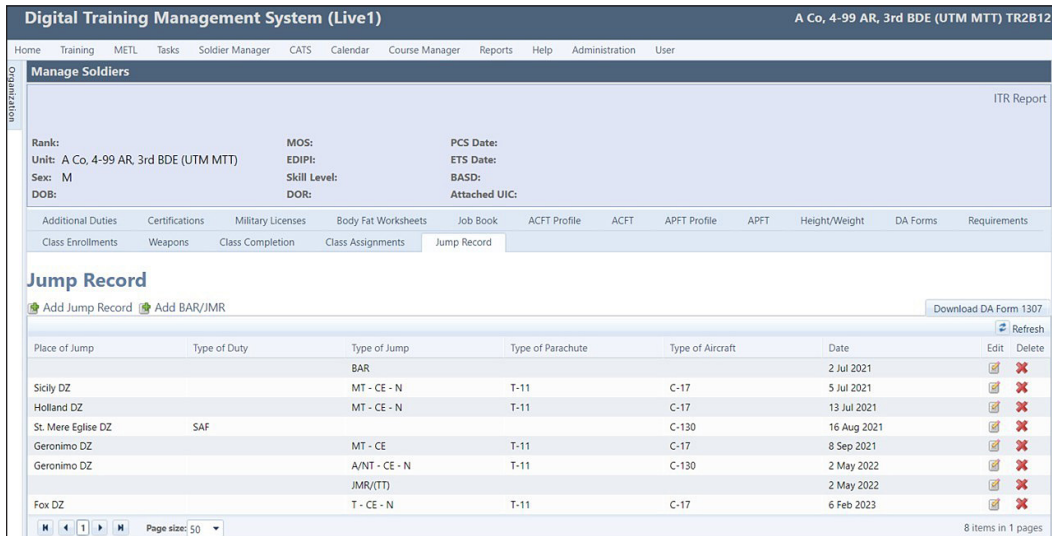 Digital Training Management System (Live1) A Co, 4-99 AR, 3rd BDE (UTM MTT) TR2B12
Home Training METL Tasks Soldier Manager CATS Calendar Course Manager Reports Help Administration User
Organization
Manage Soldiers
ITR Report
Rank: MOS: PCS Date:
Unit: A Co, 4-99 AR, 3rd BDE (UTM MTT) EDIPI: ETS Date:
Sex: M Skill Level: BASD:
DOB: DOR: Attached UIC:
Additional Duties Certifications Military Licenses Body Fat Worksheets Job Book ACFT Profile ACFT APFT Profile APFT Height/Weight DA Forms Requirements
Class Enrollments Weapons Class Completion Class Assignments Jump Record
Jump Record
Add Jump Record Add BAR/JMR Download DA Form 1307
Refresh
Place of Jump Type of Duty Type of Jump Type of Parachute Type of Aircraft Date Edit Delete
BAR 2 Jul 2021
Sicily DZ MT - CE - N T-11 C-17 5 Jul 2021
Holland DZ MT - CE - N T-11 C-17 13 Jul 2021
St. Mere Eglise DZ SAF C-130 16 Aug 2021
Geronimo DZ MT - CE T-11 C-17 8 Sep 2021
Geronimo DZ A/NT - CE - N T-11 C-130 2 May 2022
JMR/(TT) 2 May 2022
Fox DZ T - CE - N T-11 C-17 6 Feb 2023
1 Page size: 50 8 items in 1 pages